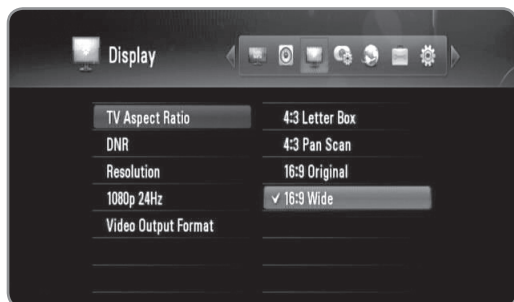 Display
TV Aspect Ratio
DNR
Resolution
1080p 24Hz
Video Output Format
4:3 Letter Box
4:3 Pan Scan
16:9 Original
✓ 16:9 Wide